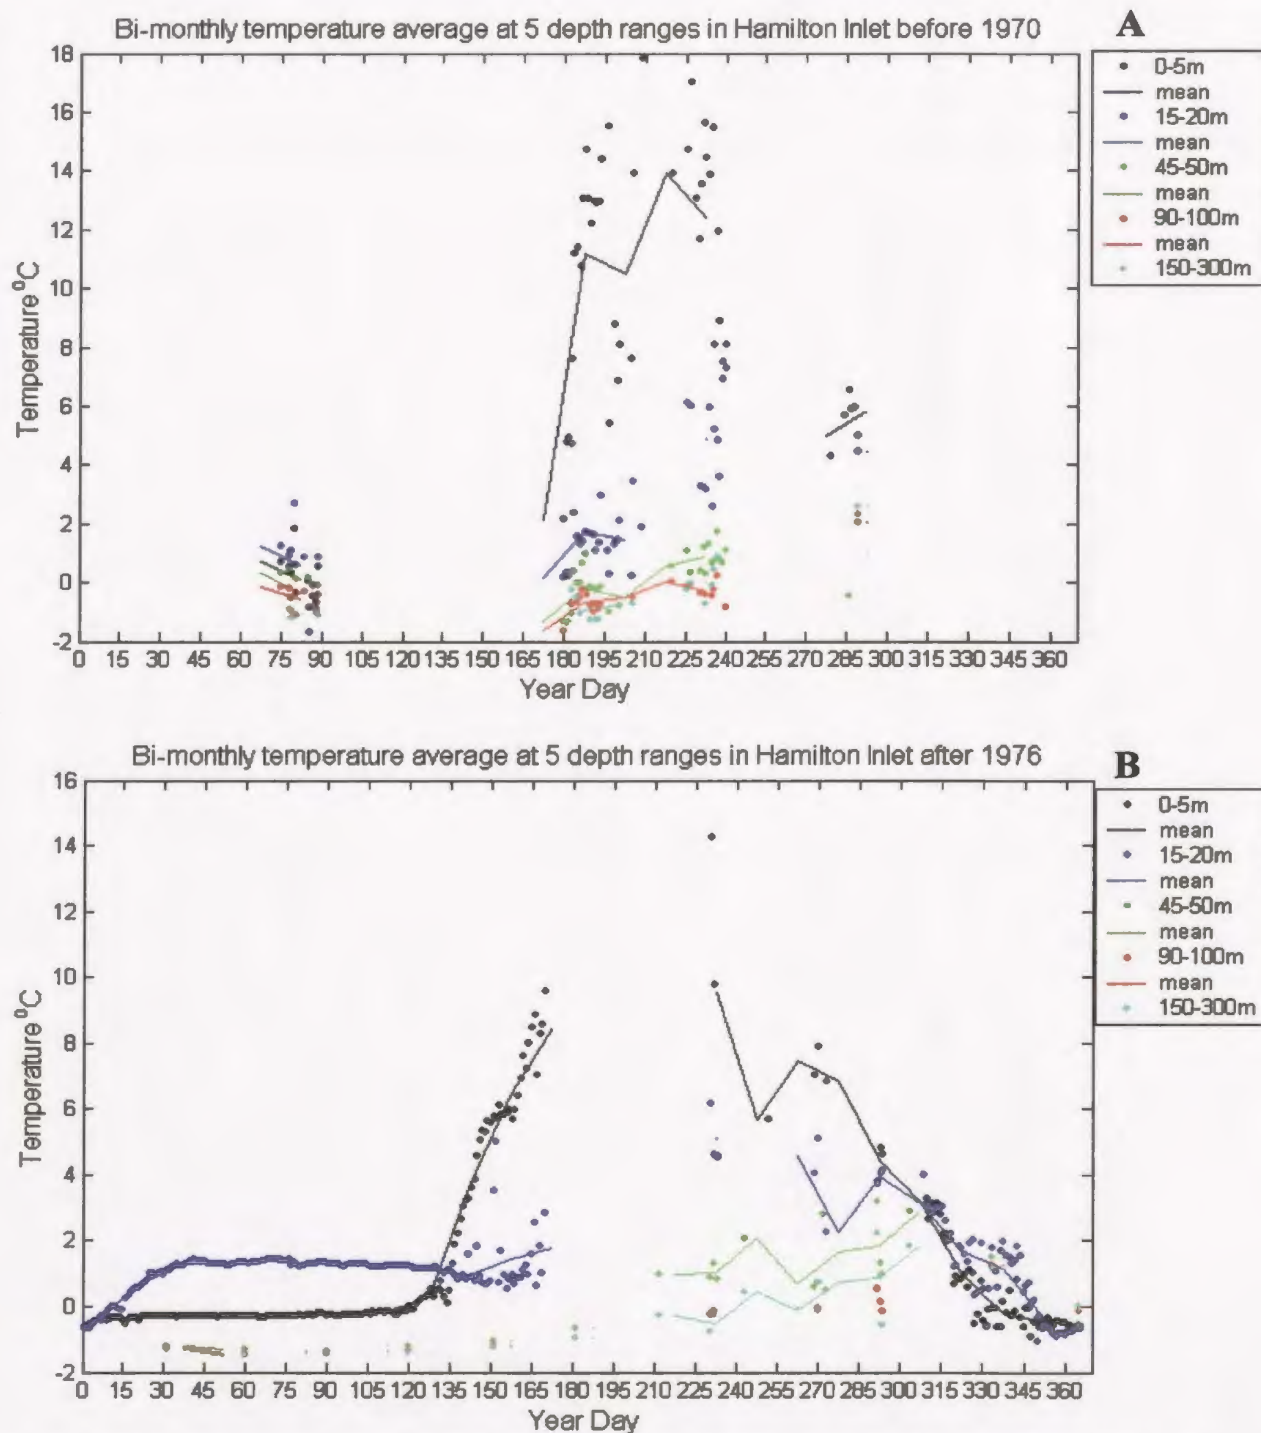 Bi-monthly temperature average at 5 depth ranges in Hamilton Inlet before 1970
A
18
16
14
12
10
8
6
4
2
0
-2
Temperature ⁰C
0 15 30 45 60 75 90 105 120 135 150 165 180 195 210 225 240 255 270 285 300 315 330 345 360
Year Day
0-5m
mean
15-20m
mean
45-50m
mean
90-100m
mean
150-300m
Bi-monthly temperature average at 5 depth ranges in Hamilton Inlet after 1976
B
16
14
12
10
8
6
4
2
0
-2
Temperature ⁰C
0 15 30 45 60 75 90 105 120 135 150 165 180 195 210 225 240 255 270 285 300 315 330 345 360
Year Day
0-5m
mean
15-20m
mean
45-50m
mean
90-100m
mean
150-300m